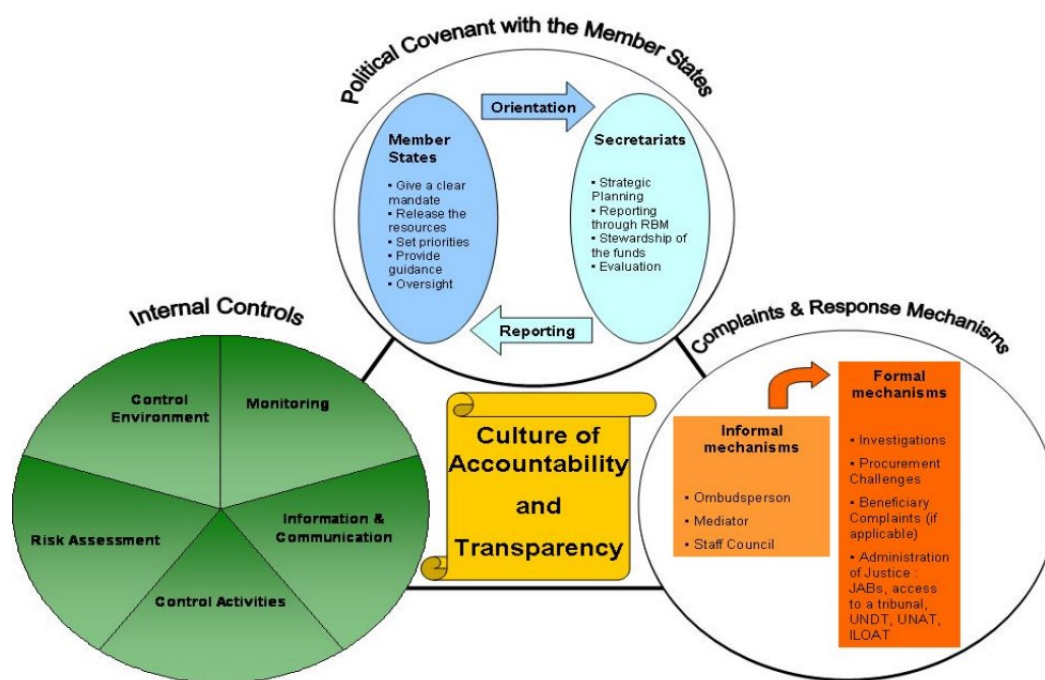 Political Covenant with the Member States
Orientation
Member
States
▪ Give a clear
mandate
▪ Release the
resources
▪ Set priorities
▪ Provide
guidance
▪ Oversight
Secretariats
▪ Strategic
Planning
▪ Reporting
through RBM
▪ Stewardship of
the funds
▪ Evaluation
Reporting
Internal Controls
Control
Environment
Monitoring
Risk Assessment
Information &
Communication
Control Activities
Culture of
Accountability
and
Transparency
Complaints & Response Mechanisms
Informal
mechanisms
▪ Ombudsperson
▪ Mediator
▪ Staff Council
Formal
mechanisms
▪ Investigations
▪ Procurement
Challenges
▪ Beneficiary
Complaints (if
applicable)
▪ Administration
of Justice :
JABs, access
to a tribunal,
UNDT, UNAT,
ILOAT